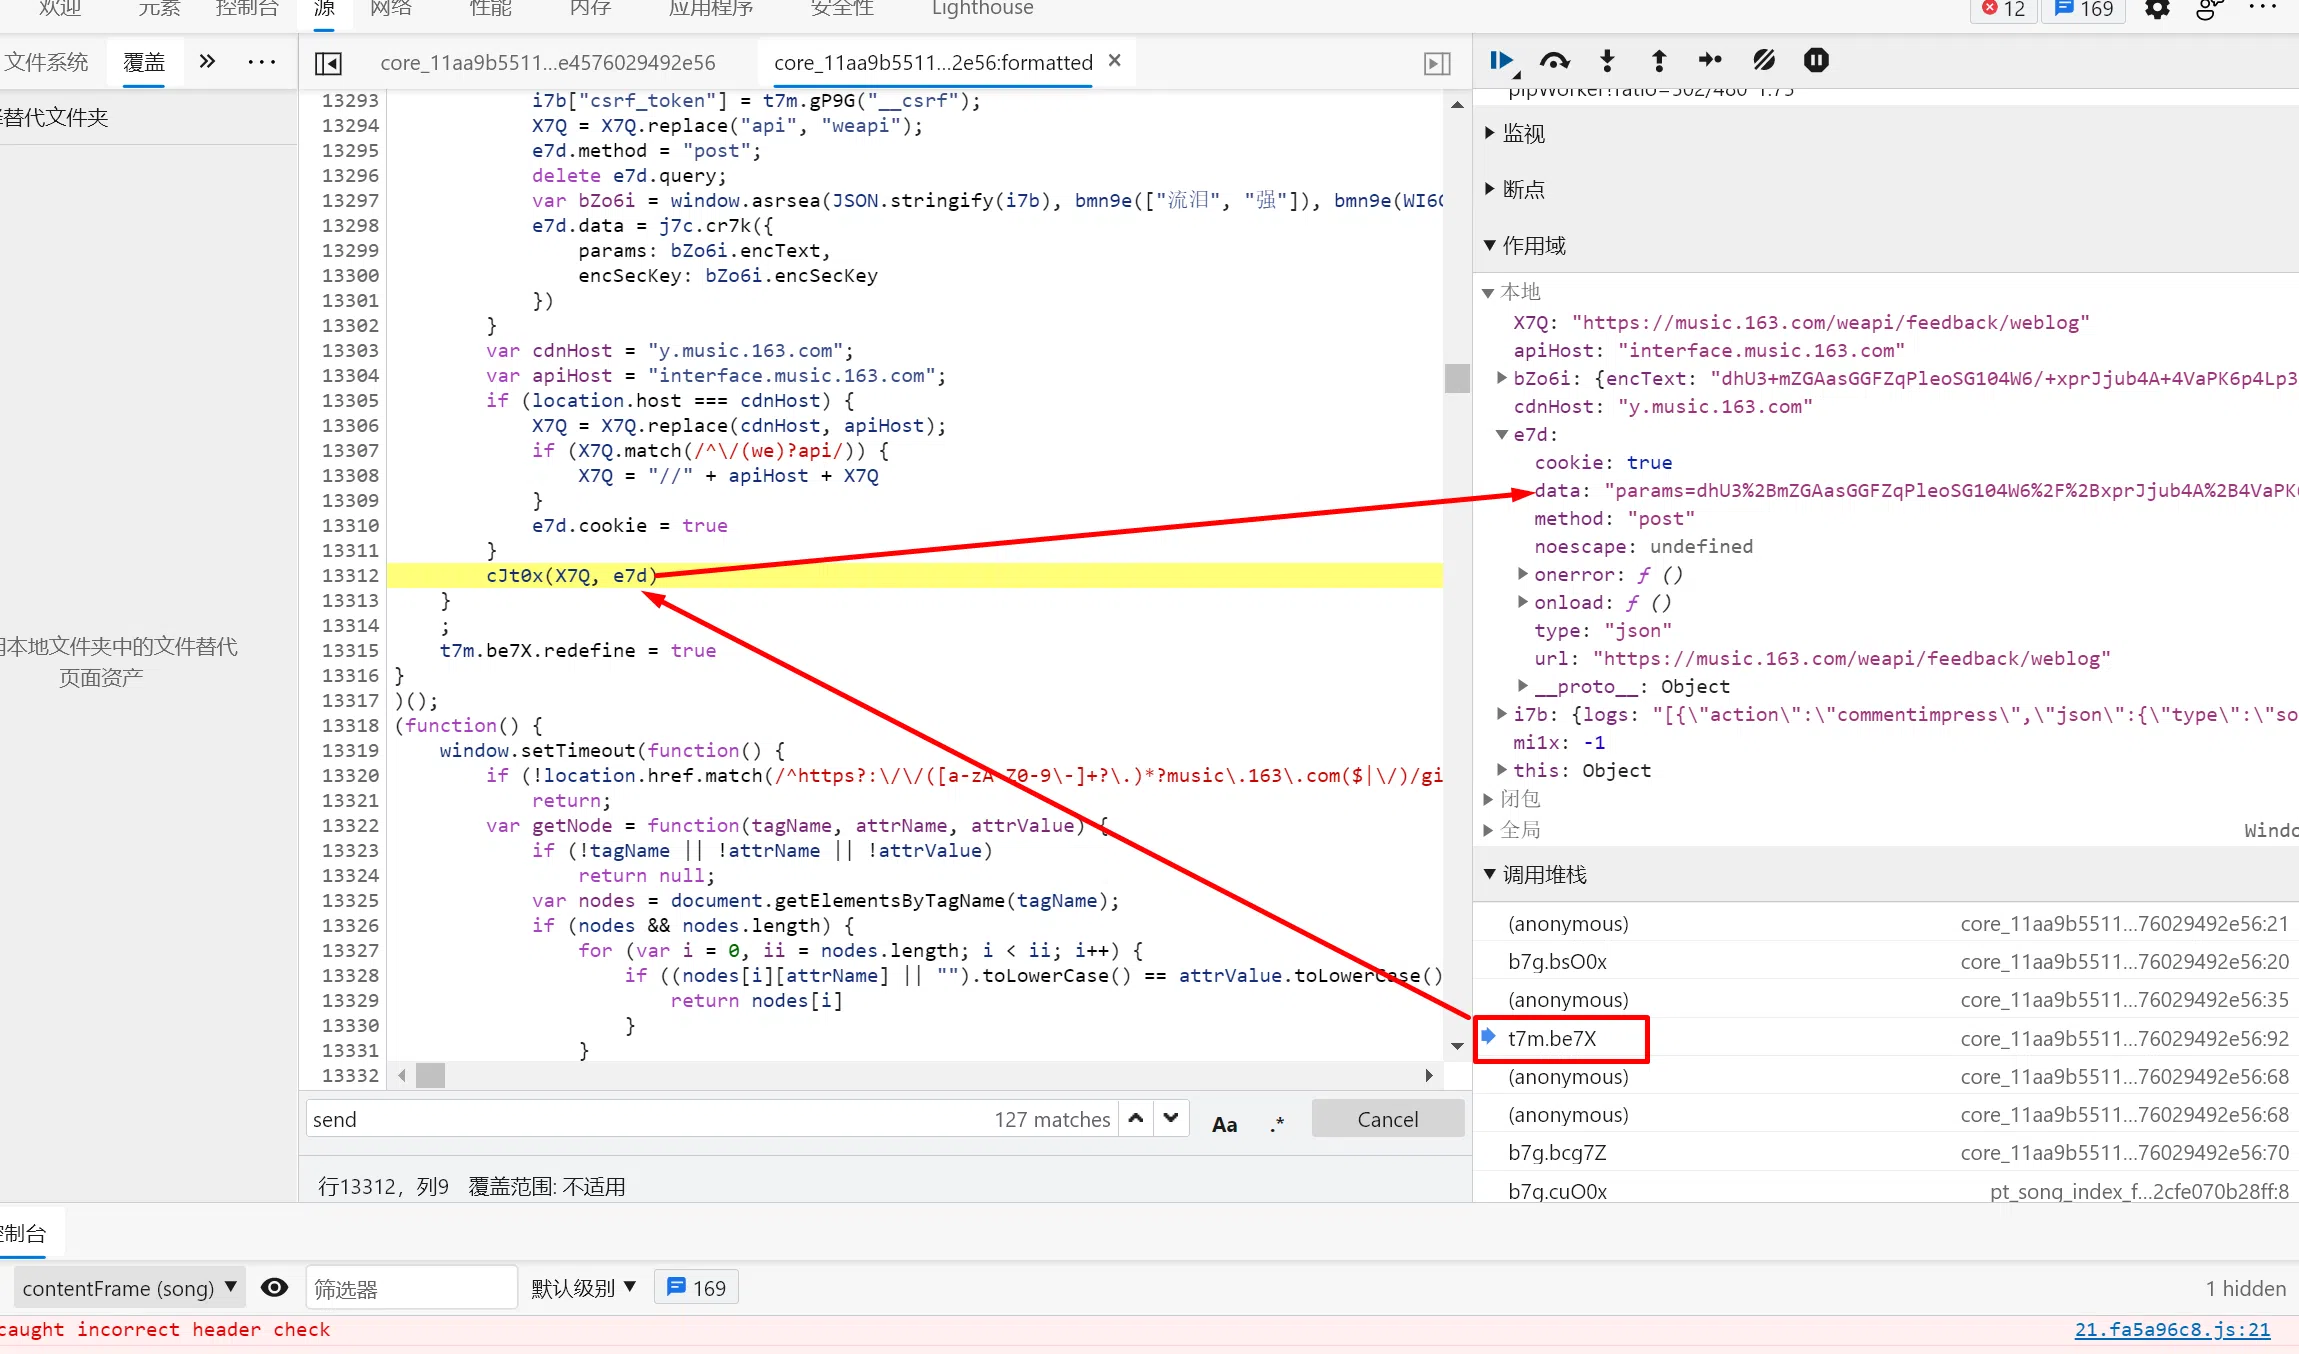 欢迎 元素 控制台 源 网络 性能 内存 应用程序 安全性 Lighthouse 12 169
文件系统 覆盖 core_11aa9b5511...e4576029492e56 core_11aa9b5511...2e56:formatted
替代文件夹
用本地文件夹中的文件替代
页面资产
13293 i7b["csrf_token"] = t7m.gP9G("__csrf");
13294 X7Q = X7Q.replace("api", "weapi");
13295 e7d.method = "post";
13296 delete e7d.query;
13297 var bZo6i = window.asrsea(JSON.stringify(i7b), bmn9e(["流泪", "强"]), bmn9e(WI6
13298 e7d.data = j7c.cr7k({
13299 params: bZo6i.encText,
13300 encSecKey: bZo6i.encSecKey
13301 })
13302 }
13303 var cdnHost = "y.music.163.com";
13304 var apiHost = "interface.music.163.com";
13305 if (location.host === cdnHost) {
13306 X7Q = X7Q.replace(cdnHost, apiHost);
13307 if (X7Q.match(/^\/(we)?api/)) {
13308 X7Q = "//" + apiHost + X7Q
13309 }
13310 e7d.cookie = true
13311 }
13312 cJt0x(X7Q, e7d)
13313 }
13314 ;
13315 t7m.be7X.redefine = true
13316 }
13317 )();
13318 (function() {
13319 window.setTimeout(function() {
13320 if (!location.href.match(/^https?:\/\/([a-zA-Z0-9\-]+?\.)*?music\.163\.com($|\/)/gi
13321 return;
13322 var getNode = function(tagName, attrName, attrValue) {
13323 if (!tagName || !attrName || !attrValue)
13324 return null;
13325 var nodes = document.getElementsByTagName(tagName);
13326 if (nodes && nodes.length) {
13327 for (var i = 0, ii = nodes.length; i < ii; i++) {
13328 if ((nodes[i][attrName] || "").toLowerCase() == attrValue.toLowerCase()
13329 return nodes[i]
13330 }
13331 }
13332
send 127 matches Aa .* Cancel
行13312，列9 覆盖范围: 不适用
pipWorker?ratio=302/480*1.75
监视
断点
作用域
本地
X7Q: "https://music.163.com/weapi/feedback/weblog"
apiHost: "interface.music.163.com"
bZo6i: {encText: "dhU3+mZGAasGGFZqPleoSG104W6/+xprJjub4A+4VaPK6p4Lp3
cdnHost: "y.music.163.com"
e7d:
cookie: true
data: "params=dhU3%2BmZGAasGGFZqPleoSG104W6%2F%2BxprJjub4A%2B4VaPK
method: "post"
noescape: undefined
onerror: ƒ ()
onload: ƒ ()
type: "json"
url: "https://music.163.com/weapi/feedback/weblog"
__proto__: Object
i7b: {logs: "[{\"action\":\"commentimpress\",\"json\":{\"type\":\"so
mi1x: -1
this: Object
闭包
全局 Windo
调用堆栈
(anonymous) core_11aa9b5511...76029492e56:21
b7g.bsO0x core_11aa9b5511...76029492e56:20
(anonymous) core_11aa9b5511...76029492e56:35
t7m.be7X core_11aa9b5511...76029492e56:92
(anonymous) core_11aa9b5511...76029492e56:68
(anonymous) core_11aa9b5511...76029492e56:68
b7g.bcg7Z core_11aa9b5511...76029492e56:70
b7g.cuO0x pt_song_index_f...2cfe070b28ff:8
控制台
contentFrame (song) 筛选器 默认级别 169 1 hidden
caught incorrect header check 21.fa5a96c8.js:21